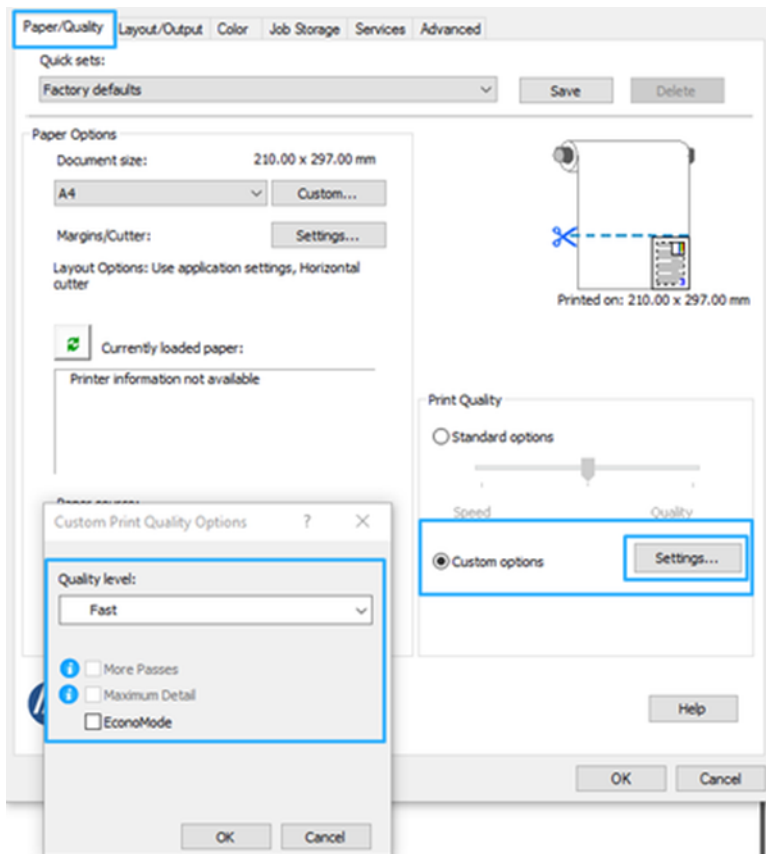 Paper/Quality Layout/Output Color Job Storage Services Advanced
Quick sets:
Factory defaults Save Delete
Paper Options
Document size: 210.00 x 297.00 mm
A4 Custom...
Margins/Cutter: Settings...
Layout Options: Use application settings, Horizontal
cutter
Printed on: 210.00 x 297.00 mm
Currently loaded paper:
Printer information not available
Print Quality
Standard options
Speed Quality
Custom options Settings...
Paper source:
Custom Print Quality Options ?
Quality level:
Fast
More Passes
Maximum Detail
EconoMode
OK Cancel
Help
OK Cancel